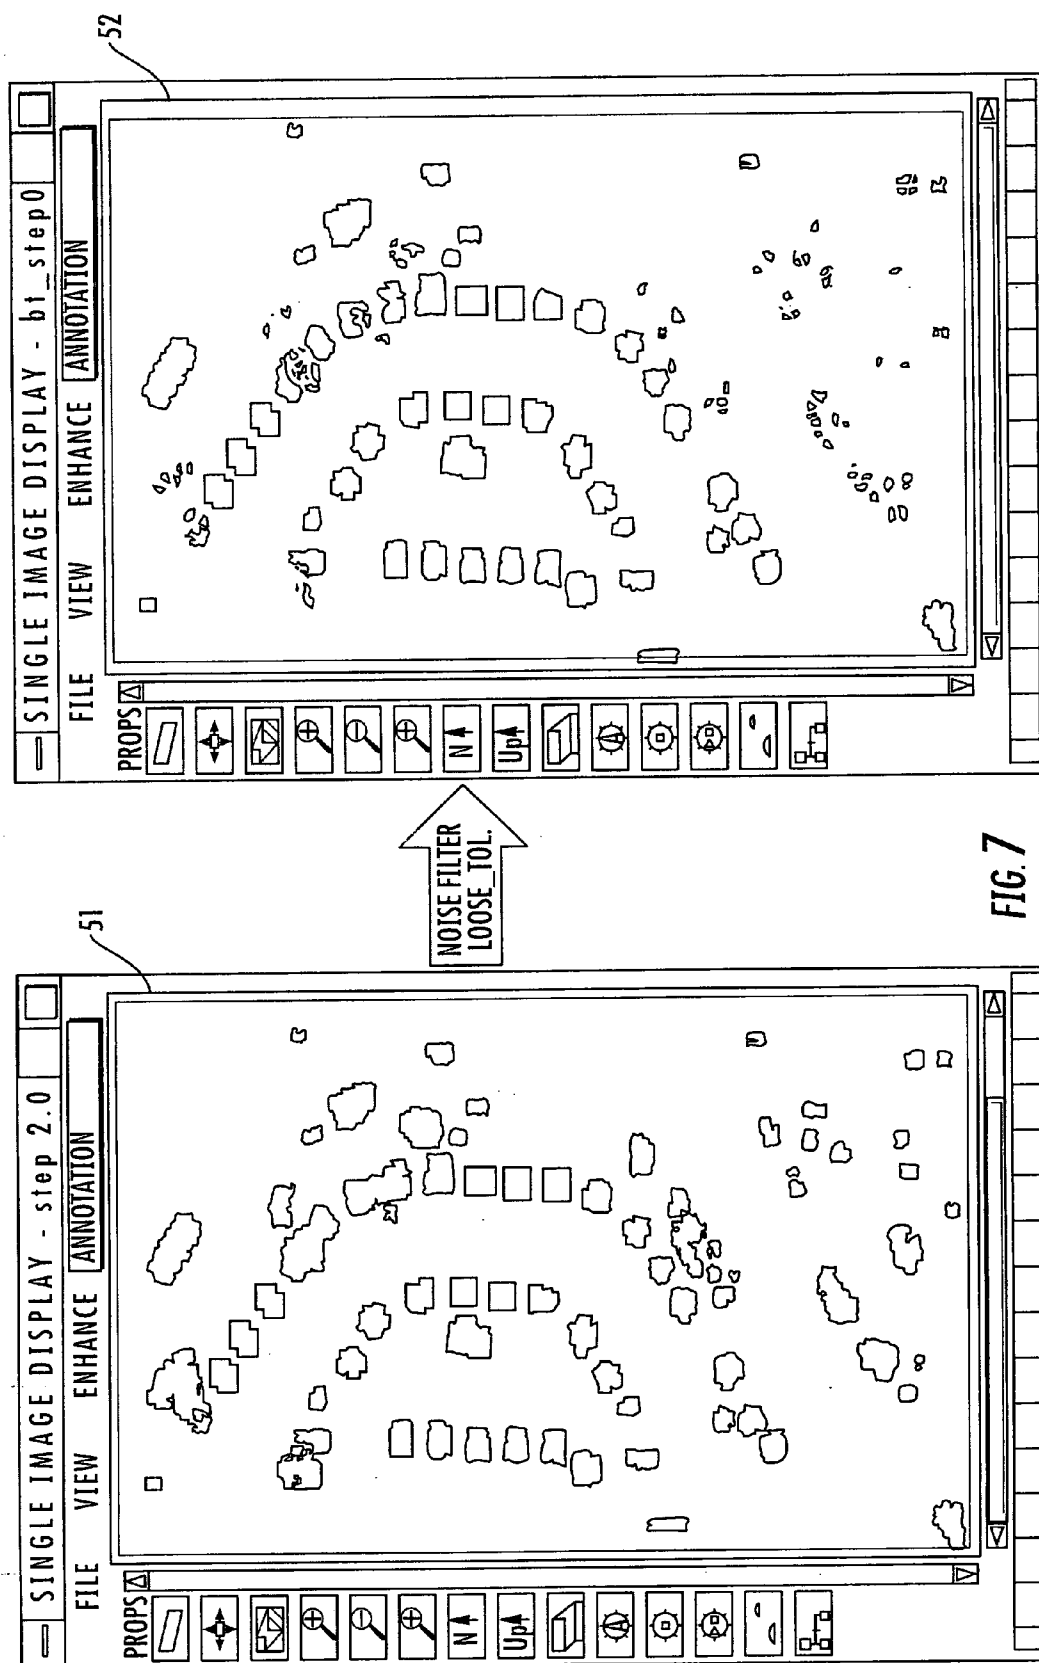 SINGLE IMAGE DISPLAY - step 2.0
FILE VIEW ENHANCE ANNOTATION
PROPS
N
Up
51
NOISE FILTER
LOOSE_TOL.
SINGLE IMAGE DISPLAY - bt_step0
FILE VIEW ENHANCE ANNOTATION
PROPS
N
Up
52
FIG. 7